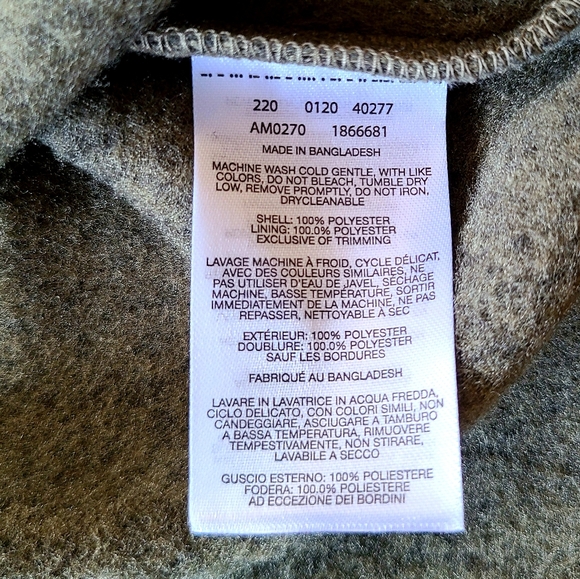 220 0120 40277
AM0270 1866681
MADE IN BANGLADESH
MACHINE WASH COLD GENTLE, WITH LIKE
COLORS, DO NOT BLEACH, TUMBLE DRY
LOW, REMOVE PROMPTLY, DO NOT IRON,
DRYCLEANABLE
SHELL: 100% POLYESTER
LINING: 100.0% POLYESTER
EXCLUSIVE OF TRIMMING
LAVAGE MACHINE À FROID, CYCLE DÉLICAT,
AVEC DES COULEURS SIMILAIRES, NE
PAS UTILISER D'EAU DE JAVEL, SÉCHAGE
MACHINE, BASSE TEMPÉRATURE, SORTIR
IMMÉDIATEMENT DE LA MACHINE, NE PAS
REPASSER, NETTOYABLE À SEC
EXTÉRIEUR: 100% POLYESTER
DOUBLURE: 100.0% POLYESTER
SAUF LES BORDURES
FABRIQUÉ AU BANGLADESH
LAVARE IN LAVATRICE IN ACQUA FREDDA,
CICLO DELICATO, CON COLORI SIMILI, NON
CANDEGGIARE, ASCIUGARE A TAMBURO
A BASSA TEMPERATURA, RIMUOVERE
TEMPESTIVAMENTE, NON STIRARE,
LAVABILE A SECCO
GUSCIO ESTERNO: 100% POLIESTERE
FODERA: 100.0% POLIESTERE
AD ECCEZIONE DEI BORDINI